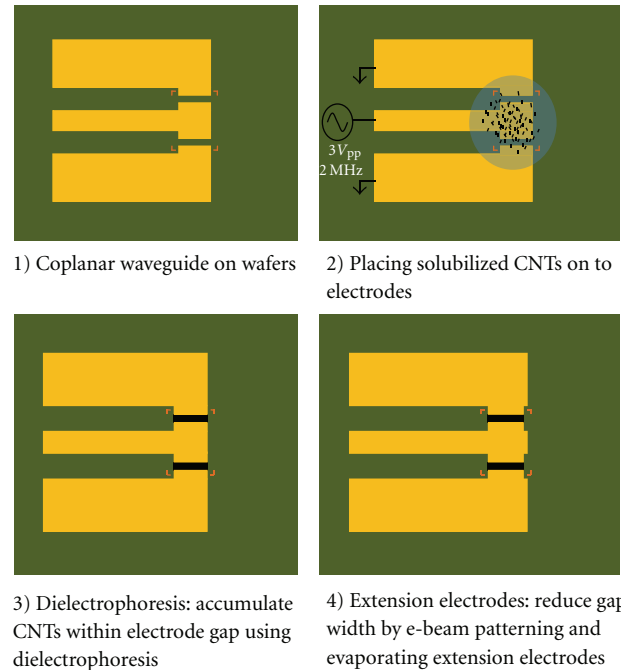 3Vpp
2 MHz
1) Coplanar waveguide on wafers
2) Placing solubilized CNTs on to
electrodes
3) Dielectrophoresis: accumulate
CNTs within electrode gap using
dielectrophoresis
4) Extension electrodes: reduce gap
width by e-beam patterning and
evaporating extension electrodes